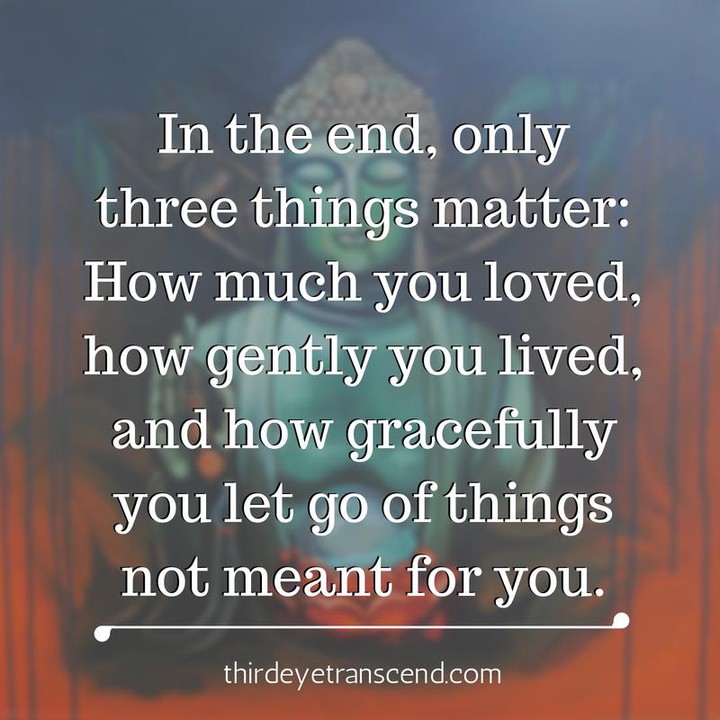 In the end, only
three things matter:
How much you loved,
how gently you lived,
and how gracefully
you let go of things
not meant for you.
thirdeyetranscend.com